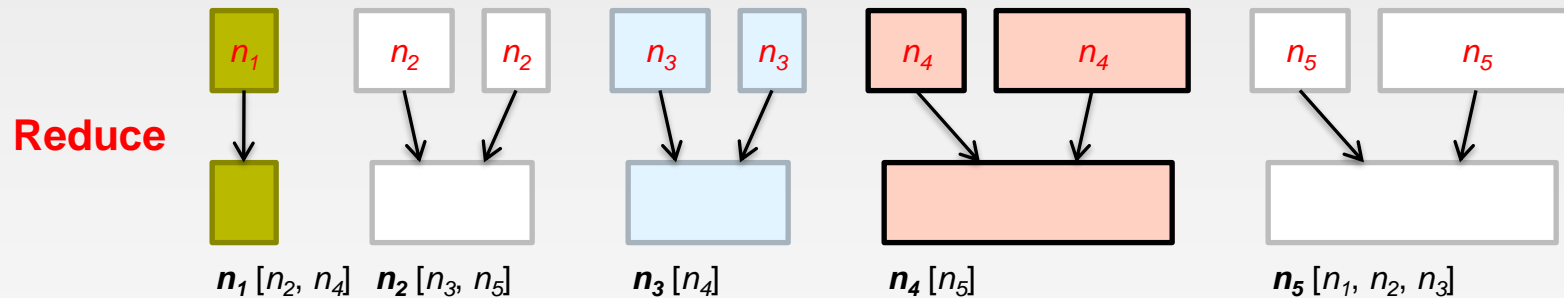 n1 n2 n2 n3 n3 n4 n4 n5 n5
Reduce
n1 [n2, n4] n2 [n3, n5] n3 [n4] n4 [n5] n5 [n1, n2, n3]